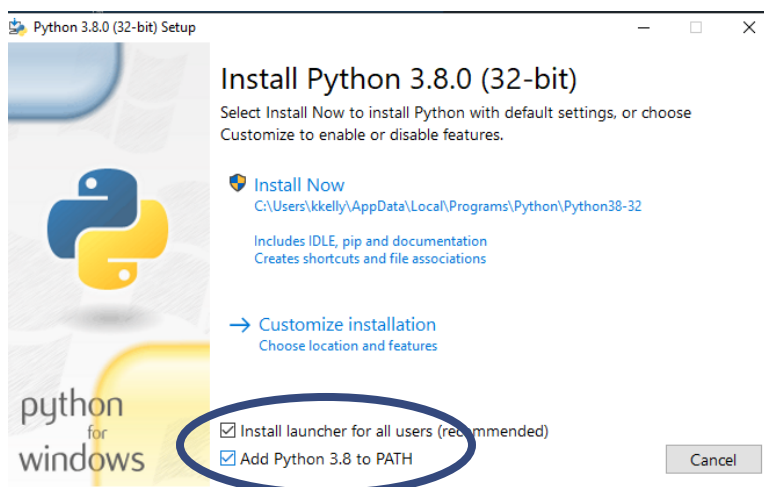 Python 3.8.0 (32-bit) Setup
Install Python 3.8.0 (32-bit)
Select Install Now to install Python with default settings, or choose
Customize to enable or disable features.
Install Now
C:\Users\kkelly\AppData\Local\Programs\Python\Python38-32
Includes IDLE, pip and documentation
Creates shortcuts and file associations
Customize installation
Choose location and features
python
for
windows
Install launcher for all users (recommended)
Add Python 3.8 to PATH
Cancel